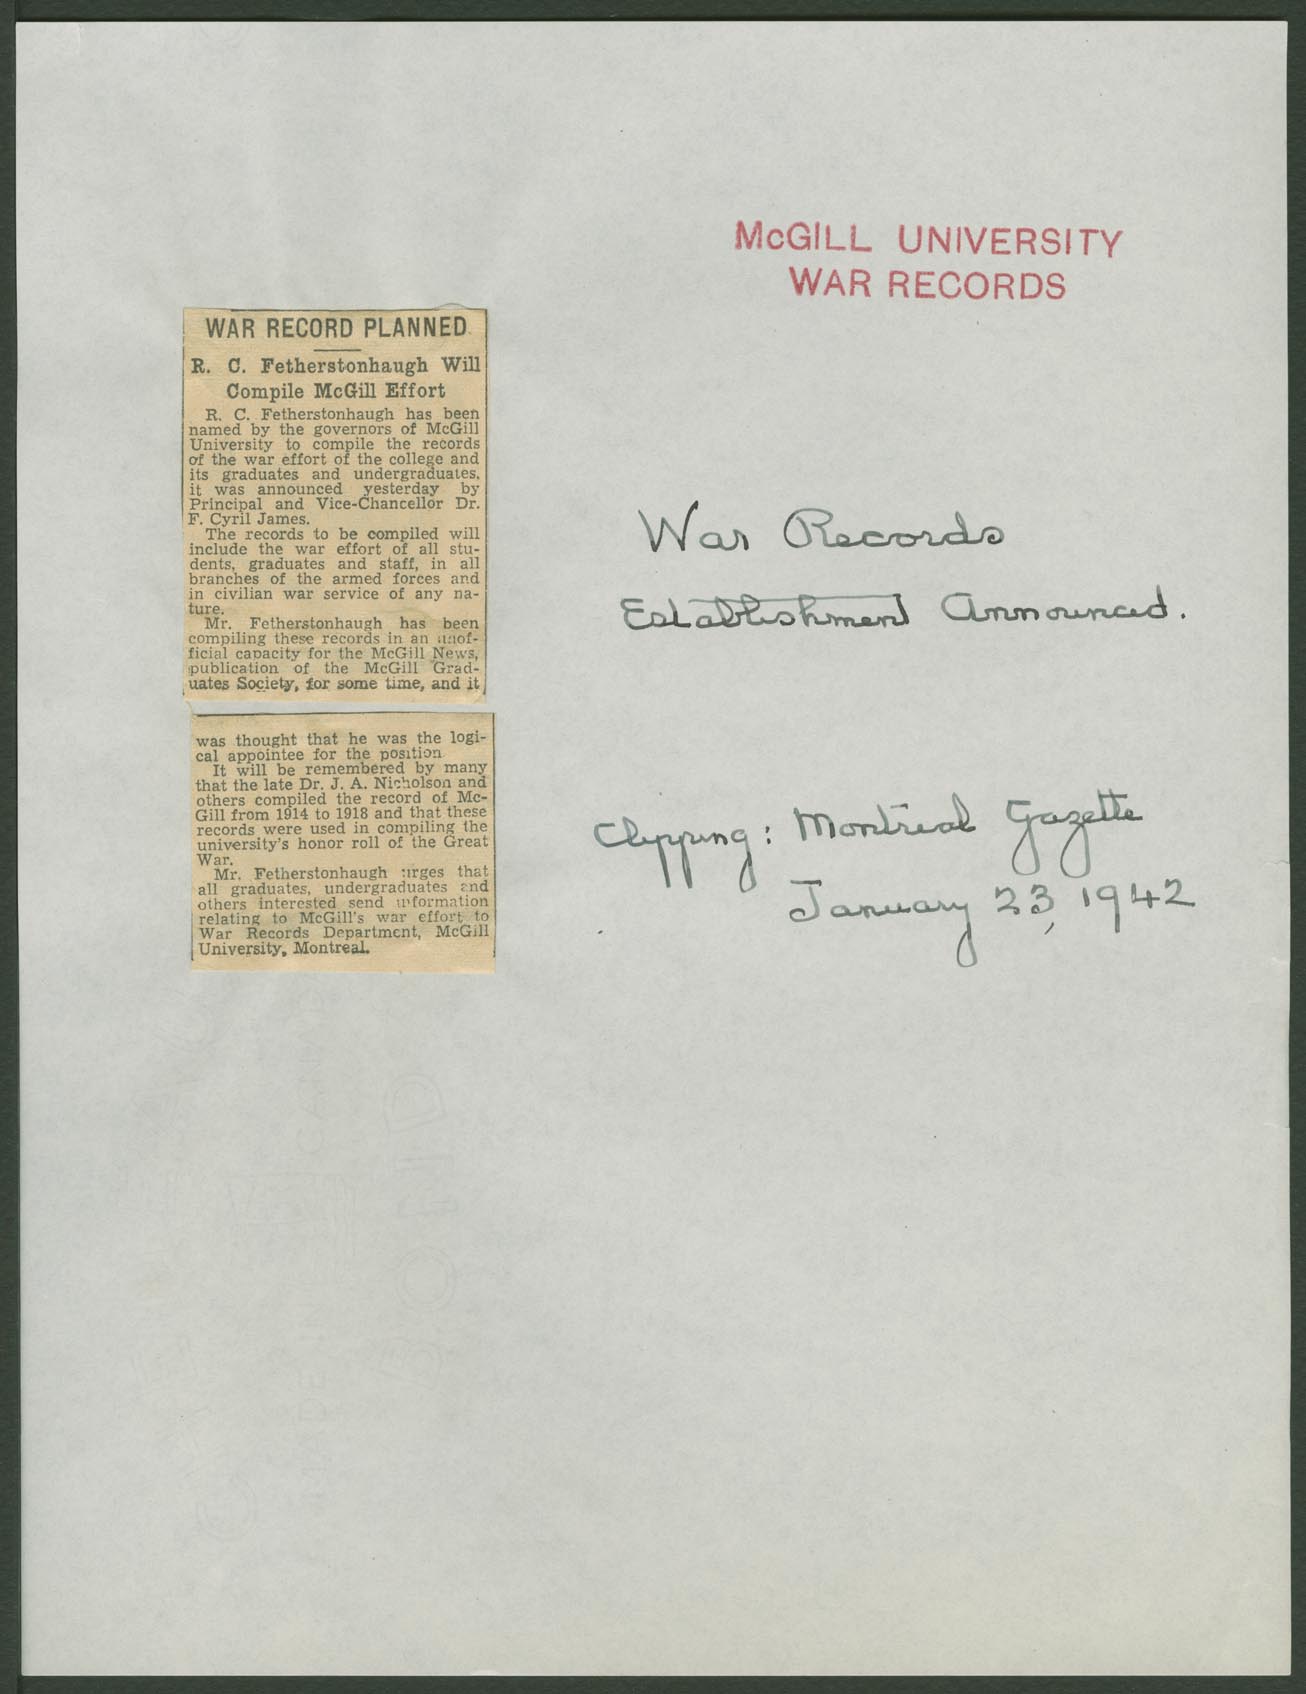 McGILL UNIVERSITY
WAR RECORDS
WAR RECORD PLANNED
R. C. Fetherstonhaugh Will
Compile McGill Effort
R. C. Fetherstonhaugh has been
named by the governors of McGill
University to compile the records
of the war effort of the college and
its graduates and undergraduates,
it was announced yesterday by
Principal and Vice-Chancellor Dr.
F. Cyril James.
The records to be compiled will
include the war effort of all stu-
dents, graduates and staff, in all
branches of the armed forces and
in civilian war service of any na-
ture.
Mr. Fetherstonhaugh has been
compiling these records in an unof-
ficial capacity for the McGill News,
publication of the McGill Grad-
uates Society, for some time, and it
was thought that he was the logi-
cal appointee for the position
It will be remembered by many
that the late Dr. J. A. Nicholson and
others compiled the record of Mc-
Gill from 1914 to 1918 and that these
records were used in compiling the
university's honor roll of the Great
War.
Mr. Fetherstonhaugh urges that
all graduates, undergraduates and
others interested send information
relating to McGill's war effort to
War Records Department, McGill
University, Montreal.
War Records
Establishment Announced.
Clipping: Montreal Gazette
January 23, 1942